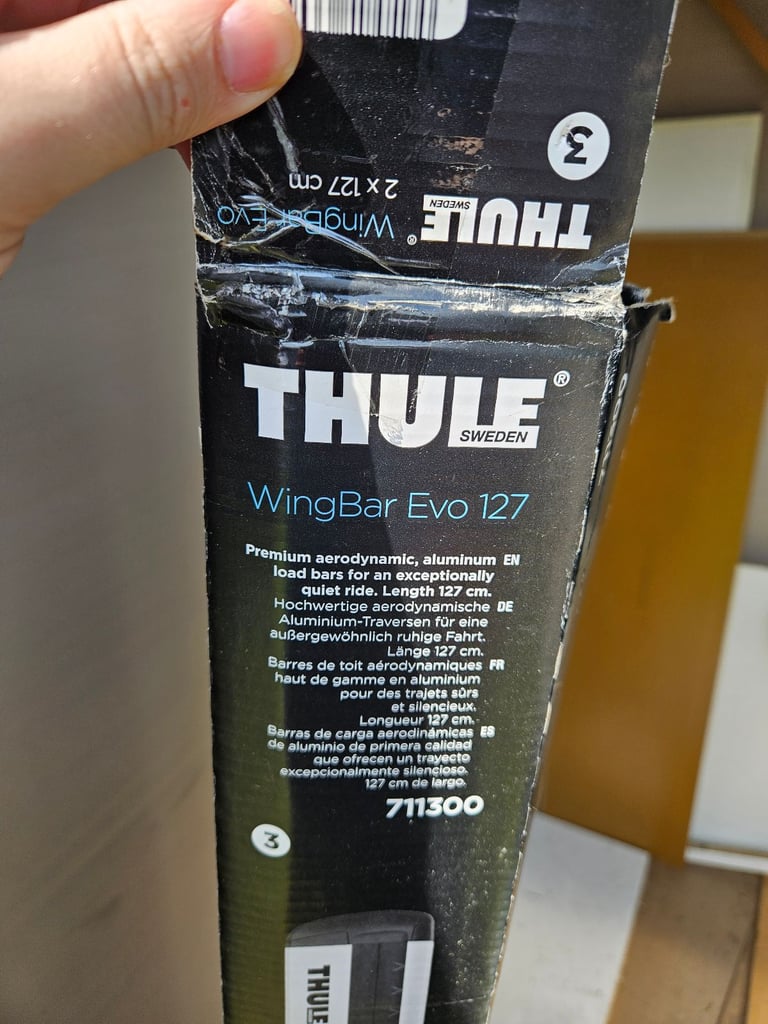 3
THULE®
SWEDEN
WingBar Evo
2 x 127 cm
THULE®
SWEDEN
WingBar Evo 127
Premium aerodynamic, aluminum EN
load bars for an exceptionally
quiet ride. Length 127 cm.
Hochwertige aerodynamische DE
Aluminium-Traversen für eine
außergewöhnlich ruhige Fahrt.
Länge 127 cm.
Barres de toit aérodynamiques FR
haut de gamme en aluminium
pour des trajets sûrs
et silencieux.
Longueur 127 cm.
Barras de carga aerodinámicas ES
de aluminio de primera calidad
que ofrecen un trayecto
excepcionalmente silencioso.
127 cm de largo.
711300
3
THULE